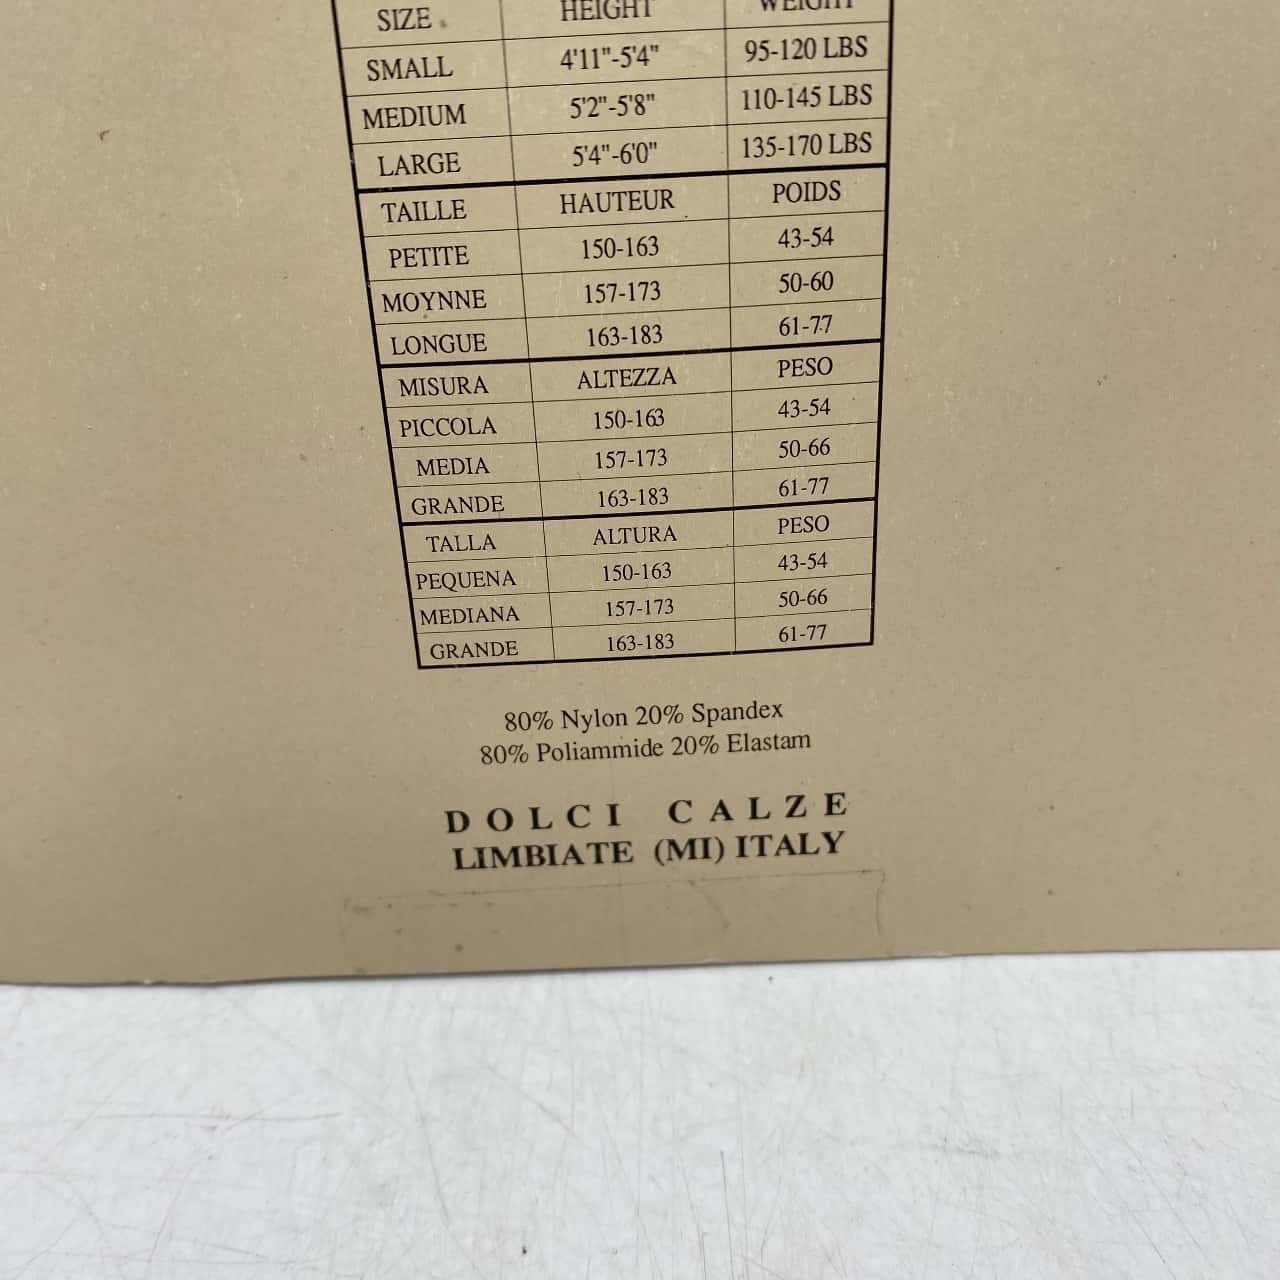 SIZE HEIGHT WEIGHT
SMALL 4'11"-5'4" 95-120 LBS
MEDIUM 5'2"-5'8" 110-145 LBS
LARGE 5'4"-6'0" 135-170 LBS
TAILLE HAUTEUR POIDS
PETITE 150-163 43-54
MOYNNE 157-173 50-60
LONGUE 163-183 61-77
MISURA ALTEZZA PESO
PICCOLA 150-163 43-54
MEDIA 157-173 50-66
GRANDE 163-183 61-77
TALLA ALTURA PESO
PEQUENA 150-163 43-54
MEDIANA 157-173 50-66
GRANDE 163-183 61-77
80% Nylon 20% Spandex
80% Poliammide 20% Elastam
DOLCI CALZE
LIMBIATE (MI) ITALY